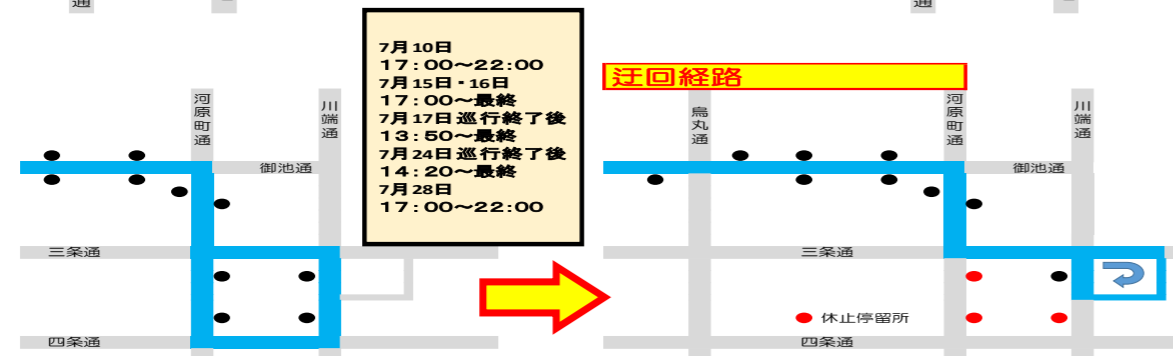 通
通
河原町通
川端通
御池通
三条通
四条通
7月10日
17:00~22:00
7月15日・16日
17:00~最終
7月17日巡行終了後
13:50~最終
7月24日巡行終了後
14:20~最終
7月28日
17:00~22:00
迂回経路
烏丸通
河原町通
川端通
御池通
三条通
休止停留所
四条通